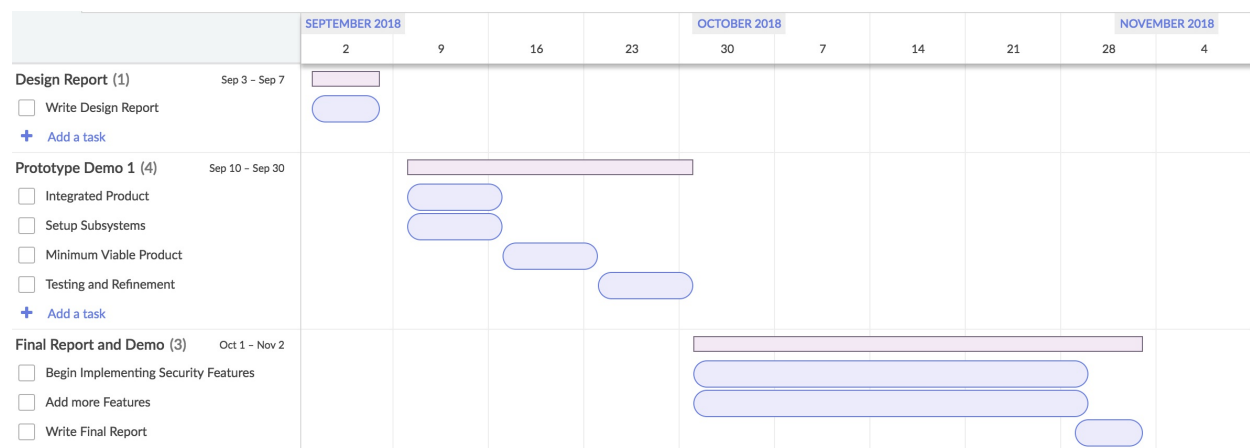 SEPTEMBER 2018 OCTOBER 2018 NOVEMBER 2018
2 9 16 23 30 7 14 21 28 4
Design Report (1) Sep 3 – Sep 7
Write Design Report
+ Add a task
Prototype Demo 1 (4) Sep 10 – Sep 30
Integrated Product
Setup Subsystems
Minimum Viable Product
Testing and Refinement
+ Add a task
Final Report and Demo (3) Oct 1 – Nov 2
Begin Implementing Security Features
Add more Features
Write Final Report